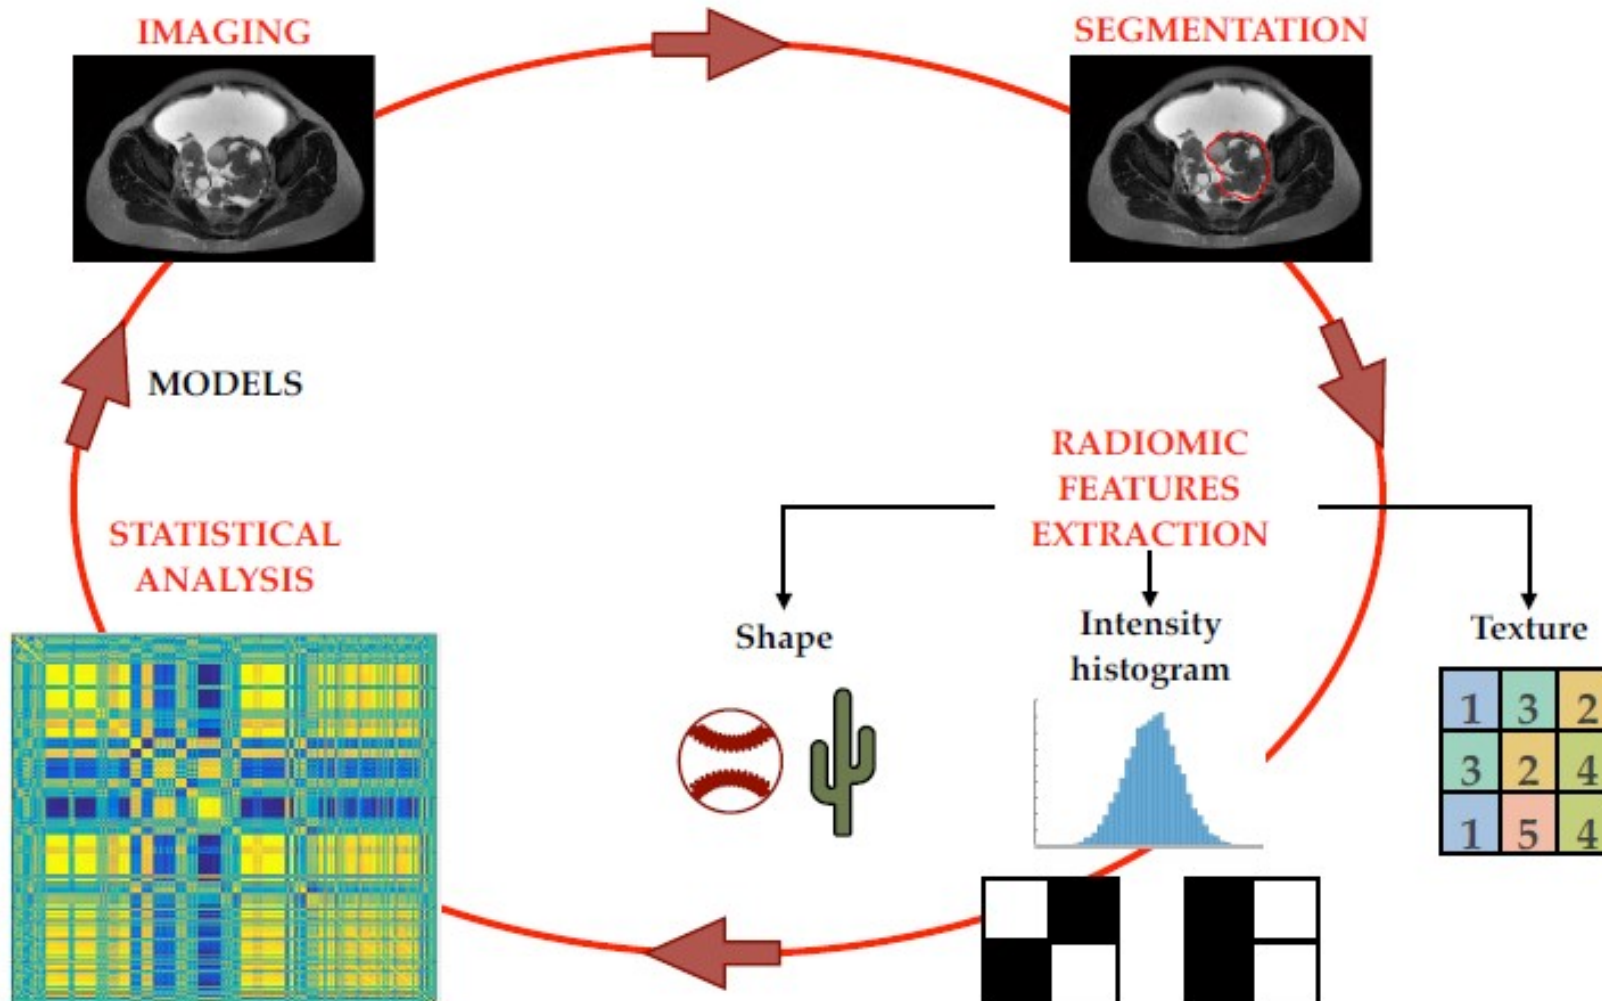 IMAGING
SEGMENTATION
MODELS
RADIOMIC
FEATURES
EXTRACTION
STATISTICAL
ANALYSIS
Shape
Intensity
histogram
Texture
1 3 2
3 2 4
1 5 4